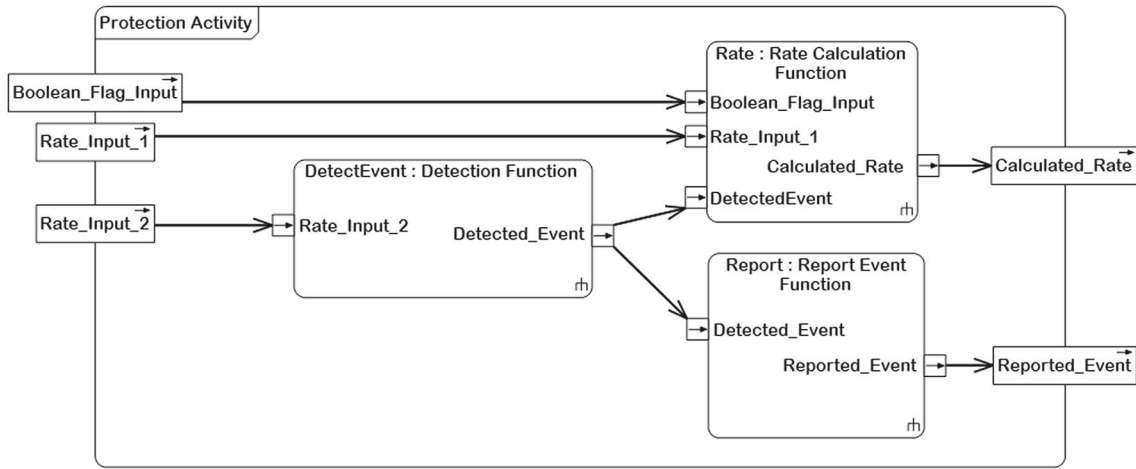 Protection Activity
Rate : Rate Calculation
Function
Boolean_Flag_Input
Boolean_Flag_Input
Rate_Input_1
Rate_Input_1
Calculated_Rate
Calculated_Rate
DetectEvent : Detection Function
DetectedEvent
Rate_Input_2
Rate_Input_2
Detected_Event
Report : Report Event
Function
Detected_Event
Reported_Event
Reported_Event